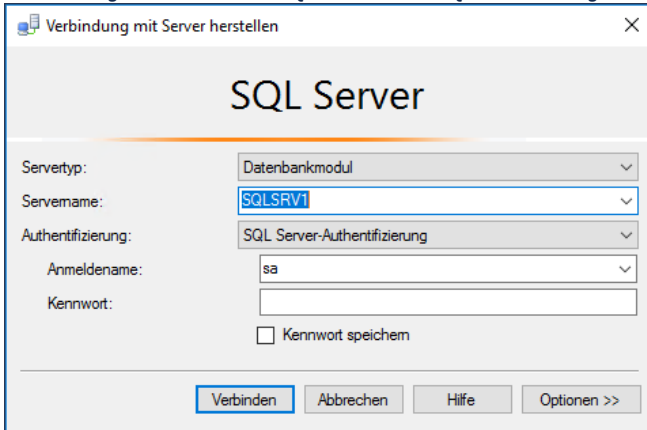 Verbindung mit Server herstellen
SQL Server
Servertyp: Datenbankmodul
Servername: SQLSRV1
Authentifizierung: SQL Server-Authentifizierung
Anmeldename: sa
Kennwort:
Kennwort speichern
Verbinden Abbrechen Hilfe Optionen >>